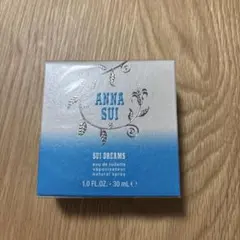 ANNA
SUI
SUI DREAMS
eau de toilette
vaporisateur
natural spray
1.0 FL.OZ. - 30 mL e